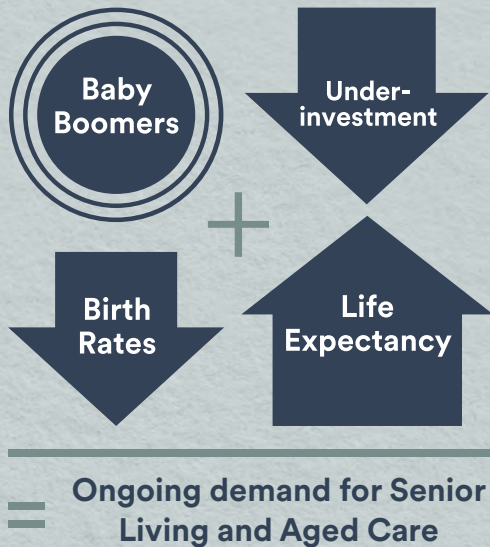 Baby
Boomers
Under-
investment
+
Birth
Rates
Life
Expectancy
= Ongoing demand for Senior
Living and Aged Care